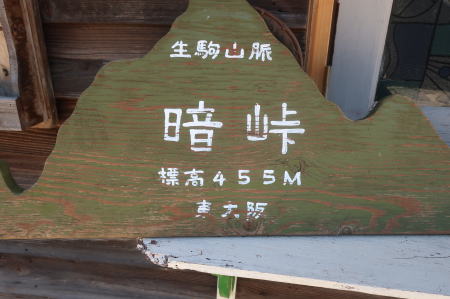 生駒山脈
暗峠
標高455M
東大阪